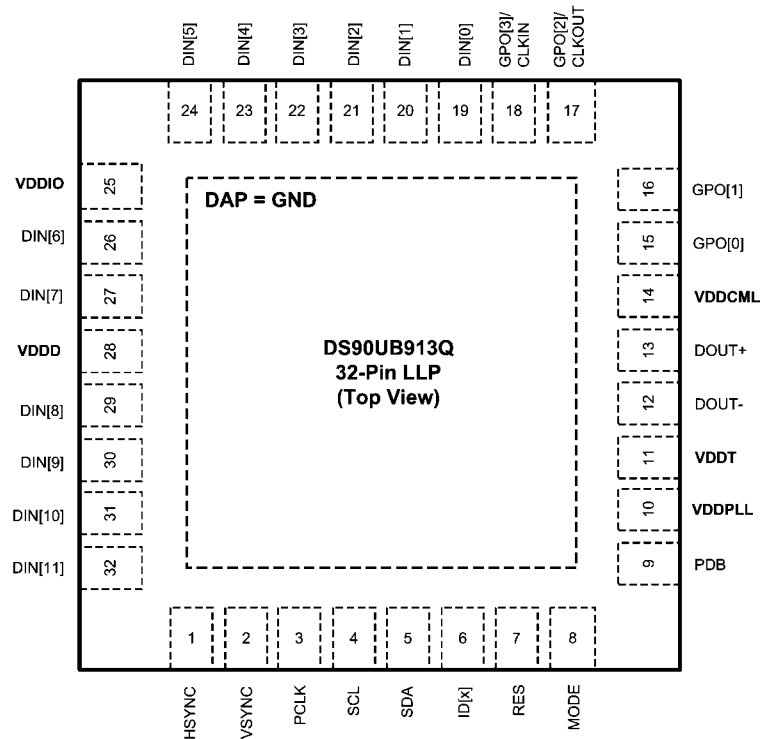 DIN[5]
DIN[4]
DIN[3]
DIN[2]
DIN[1]
DIN[0]
GPO[3]/
CLKIN
GPO[2]/
CLKOUT
24
23
22
21
20
19
18
17
VDDIO
25
DIN[6]
26
DIN[7]
27
VDDD
28
DIN[8]
29
DIN[9]
30
DIN[10]
31
DIN[11]
32
DAP = GND
DS90UB913Q
32-Pin LLP
(Top View)
16
GPO[1]
15
GPO[0]
14
VDDCML
13
DOUT+
12
DOUT-
11
VDDT
10
VDDPLL
9
PDB
1
2
3
4
5
6
7
8
HSYNC
VSYNC
PCLK
SCL
SDA
ID[x]
RES
MODE